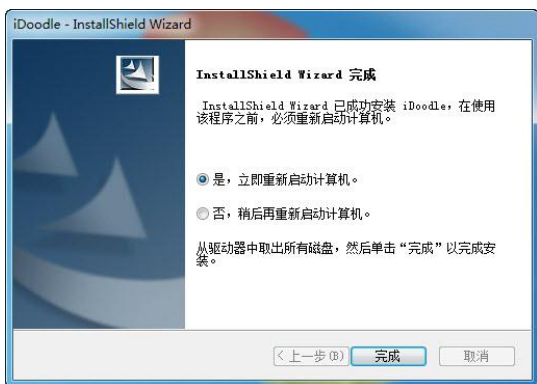 iDoodle - InstallShield Wizard
InstallShield Wizard 完成
InstallShield Wizard 已成功安装 iDoodle，在使用
该程序之前，必须重新启动计算机。
是，立即重新启动计算机。
否，稍后再重新启动计算机。
从驱动器中取出所有磁盘，然后单击“完成”以完成安
装。
<上一步(B)
完成
取消